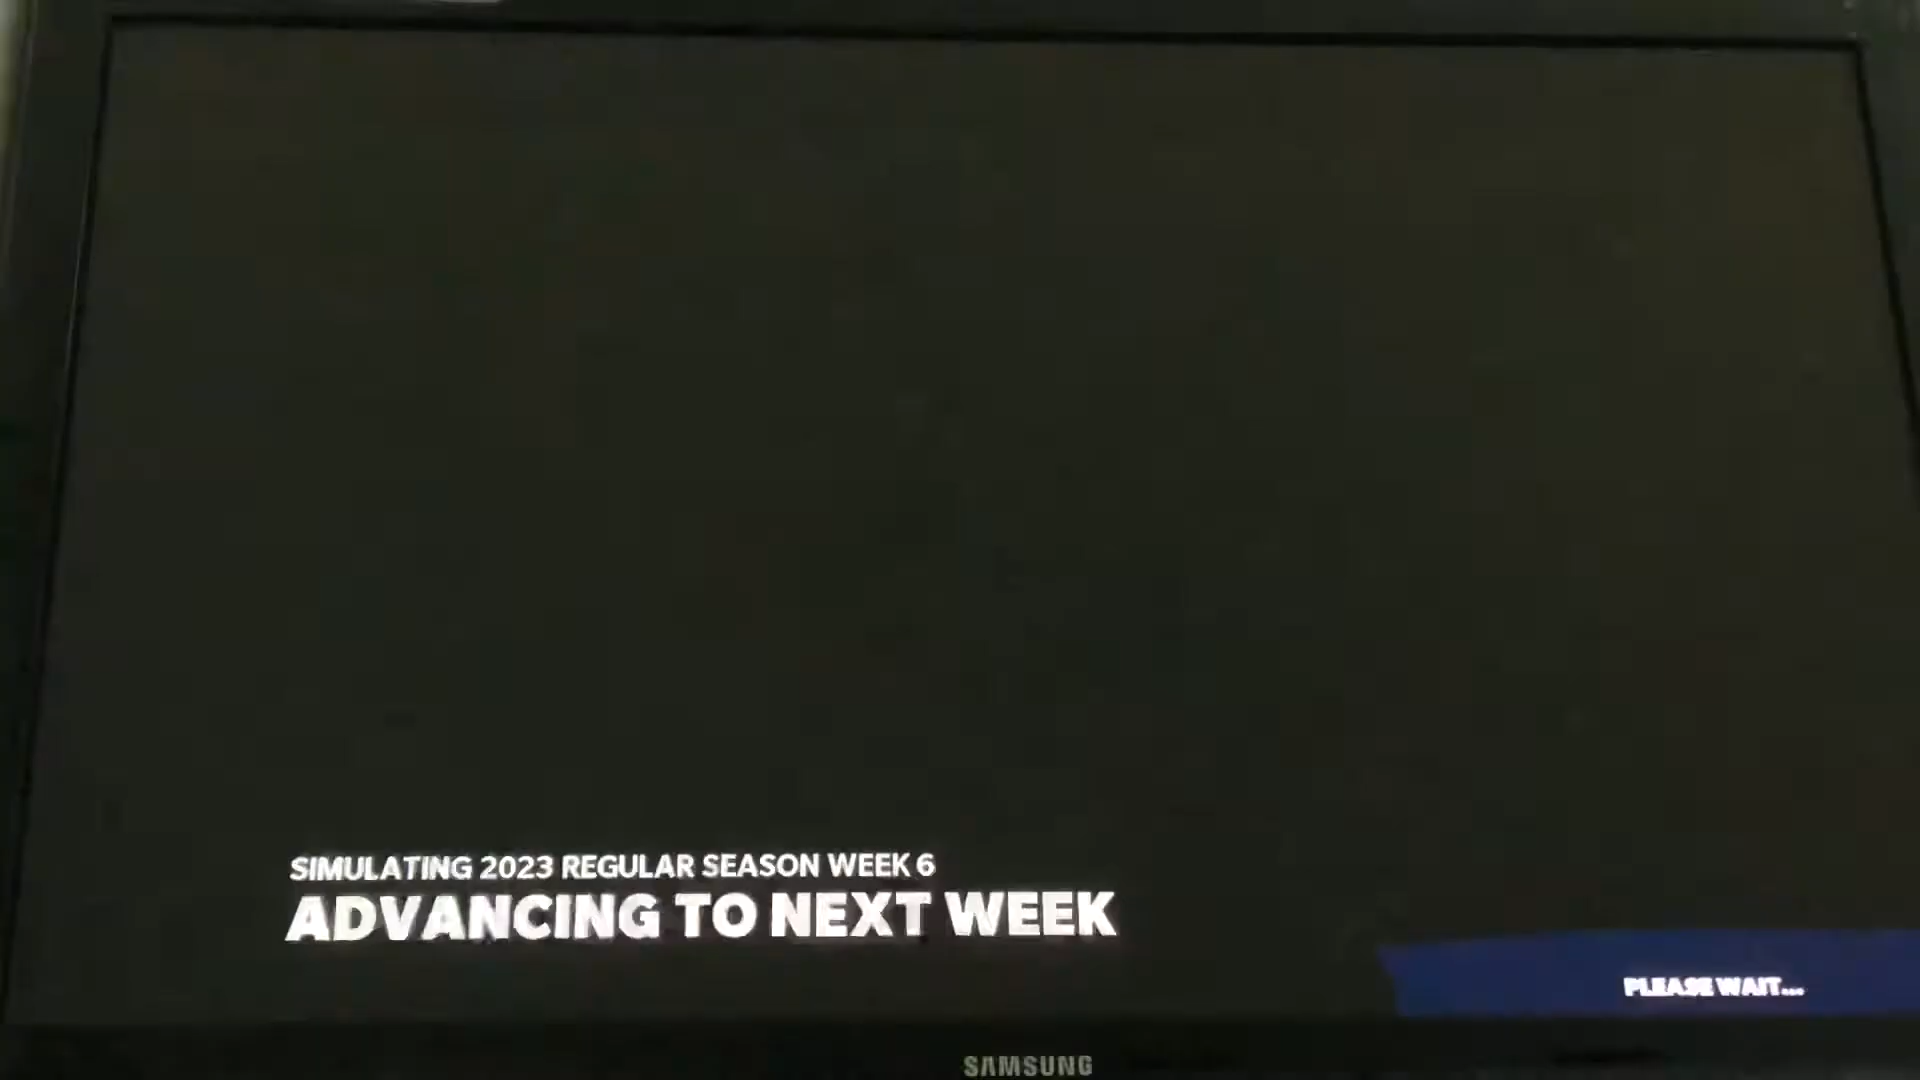 SIMULATING 2023 REGULAR SEASON WEEK 6
ADVANCING TO NEXT WEEK
PLEASE WAIT...
SAMSUNG